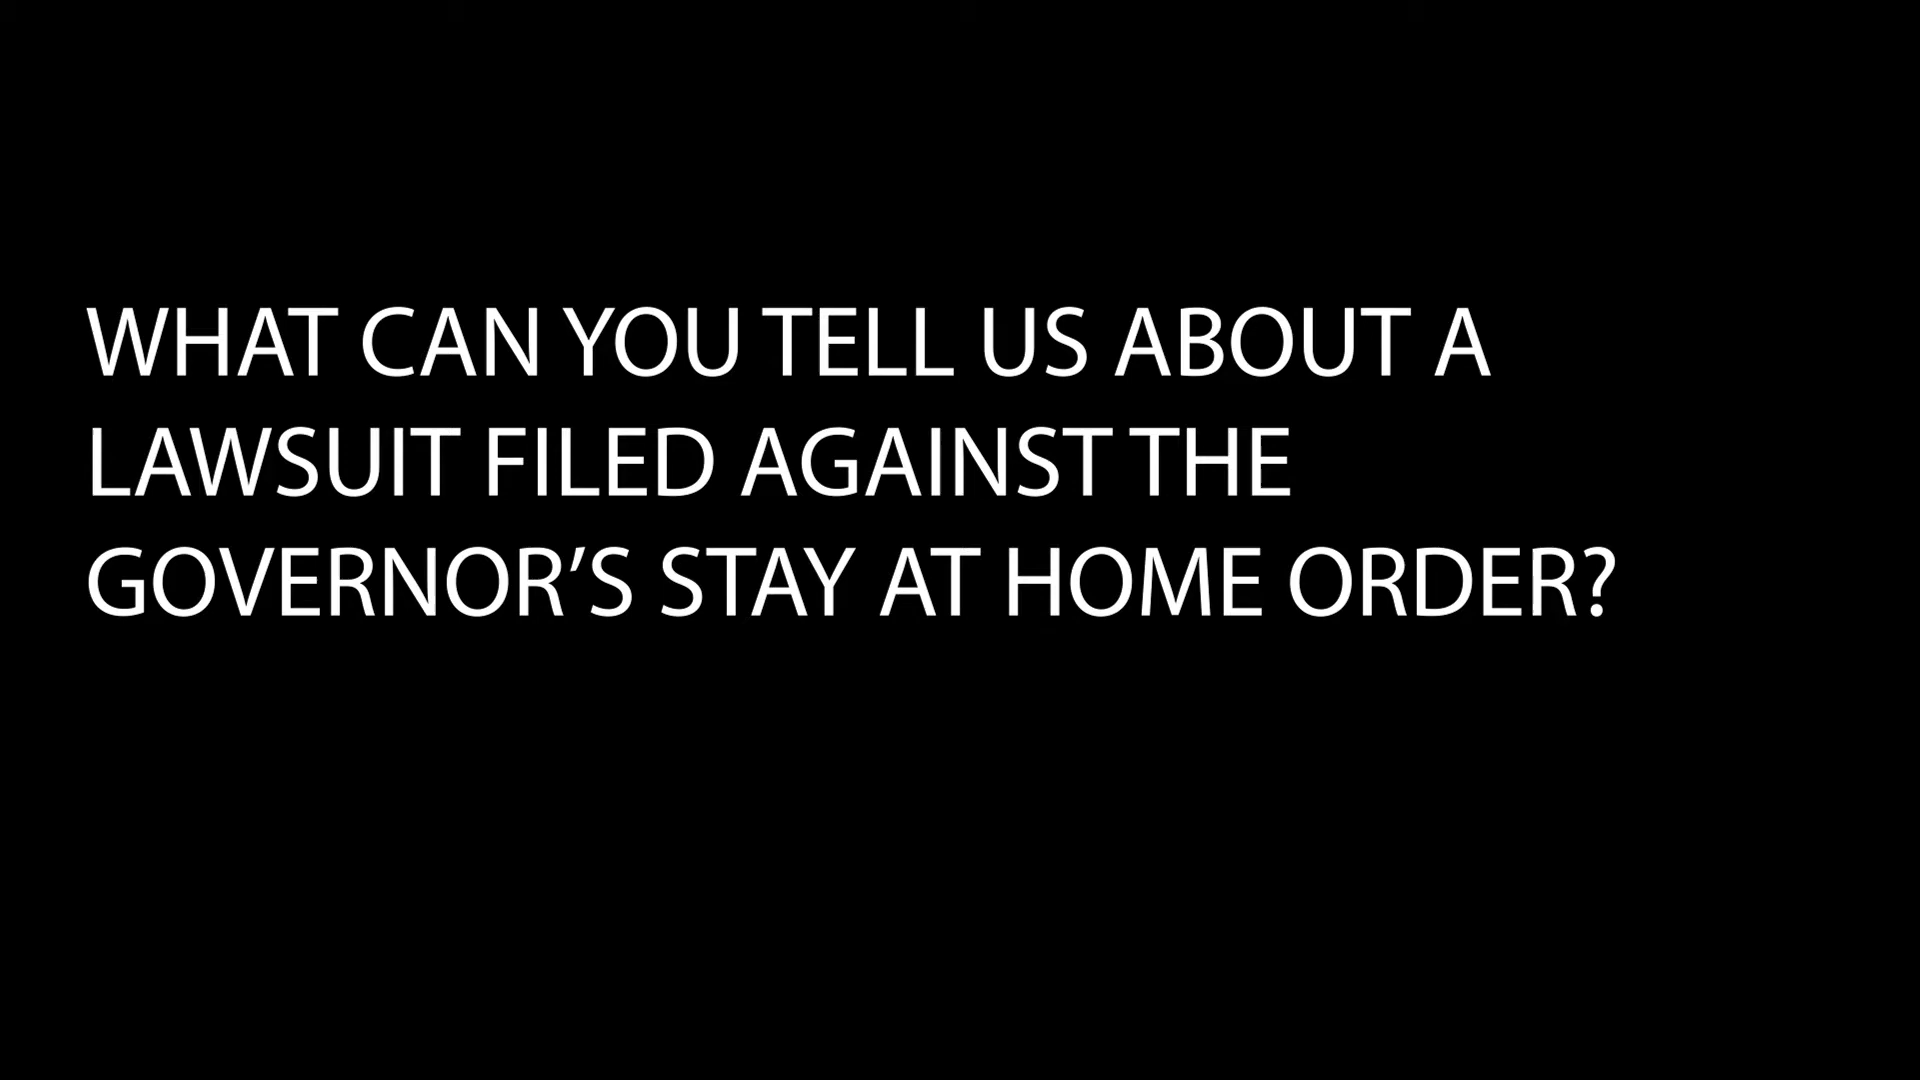 WHAT CAN YOU TELL US ABOUT A
LAWSUIT FILED AGAINST THE
GOVERNOR’S STAY AT HOME ORDER?